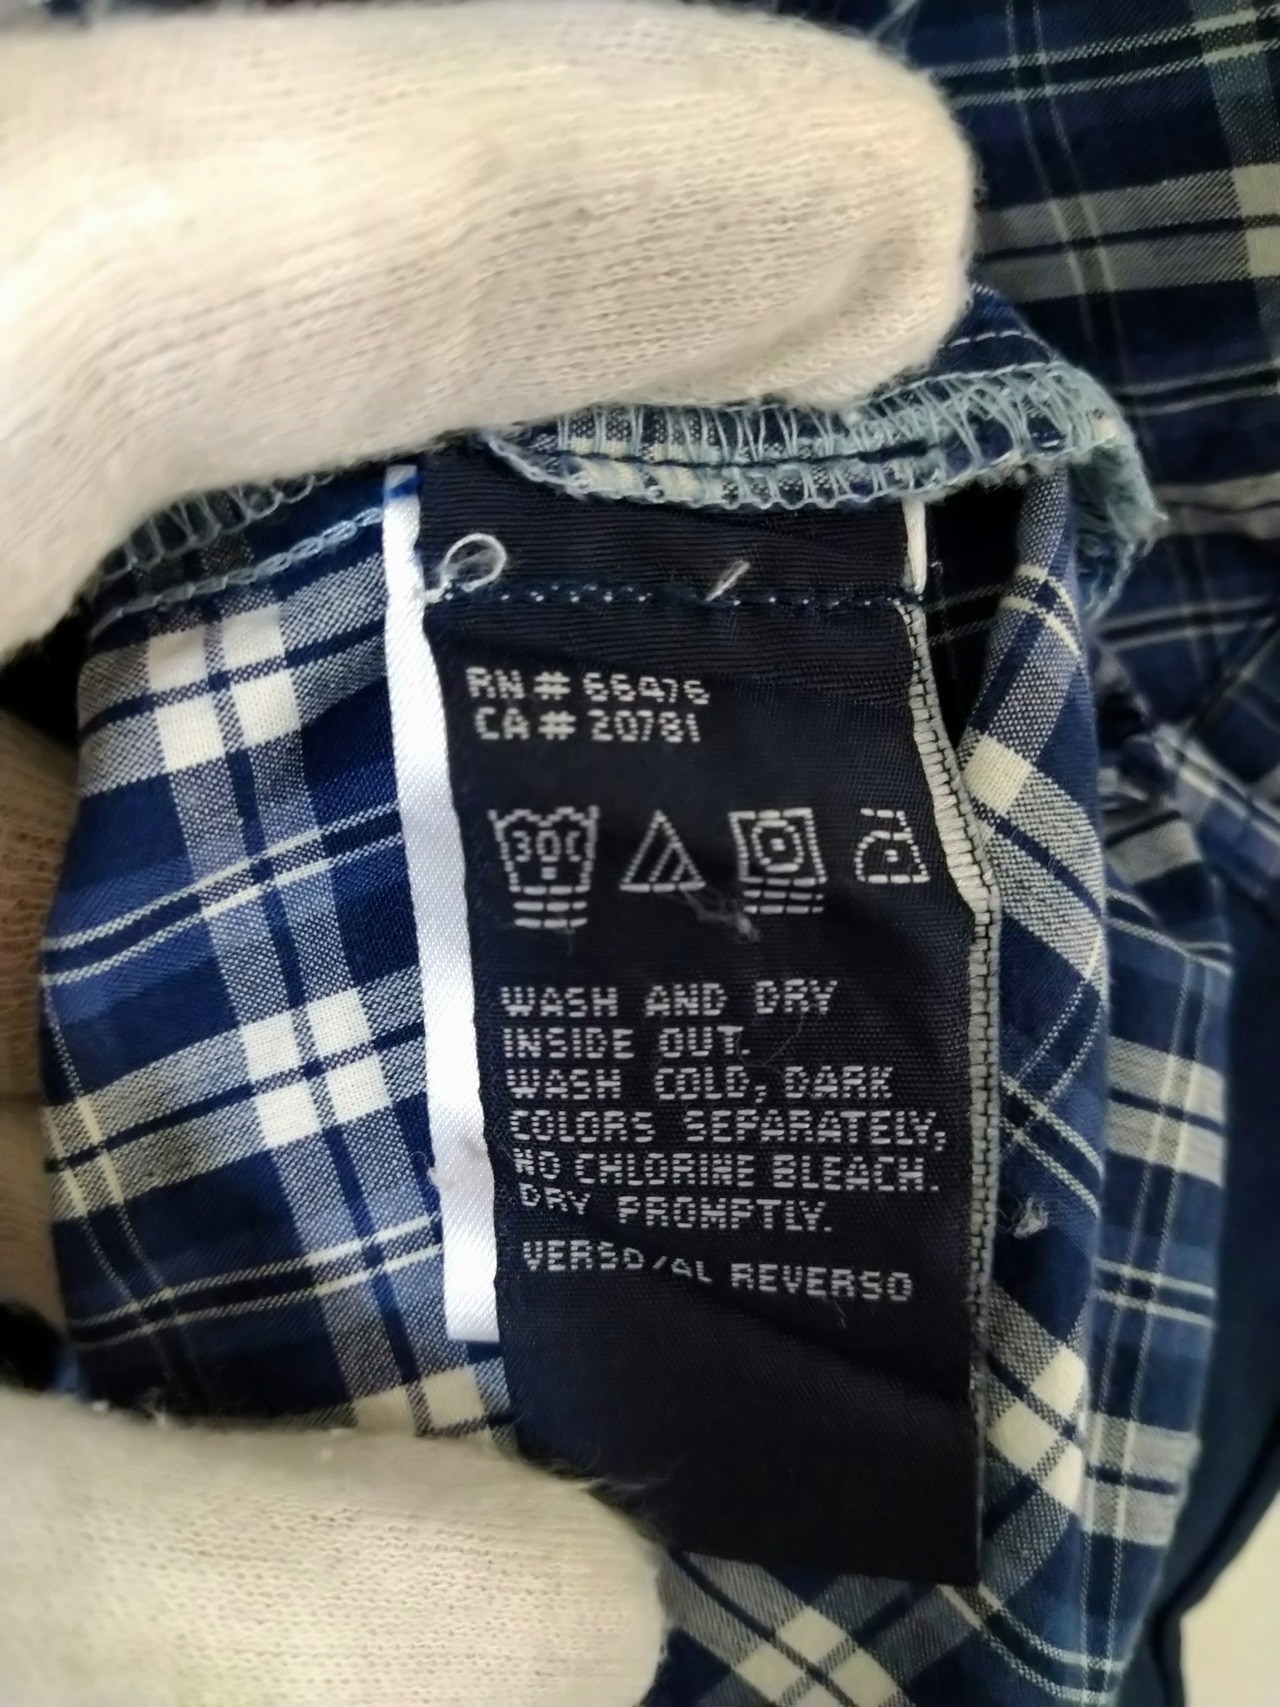 RN # 66476
CA # 20781
30C
WASH AND DRY
INSIDE OUT.
WASH COLD, DARK
COLORS SEPARATELY,
NO CHLORINE BLEACH.
DRY PROMPTLY.
VERSO/AL REVERSO